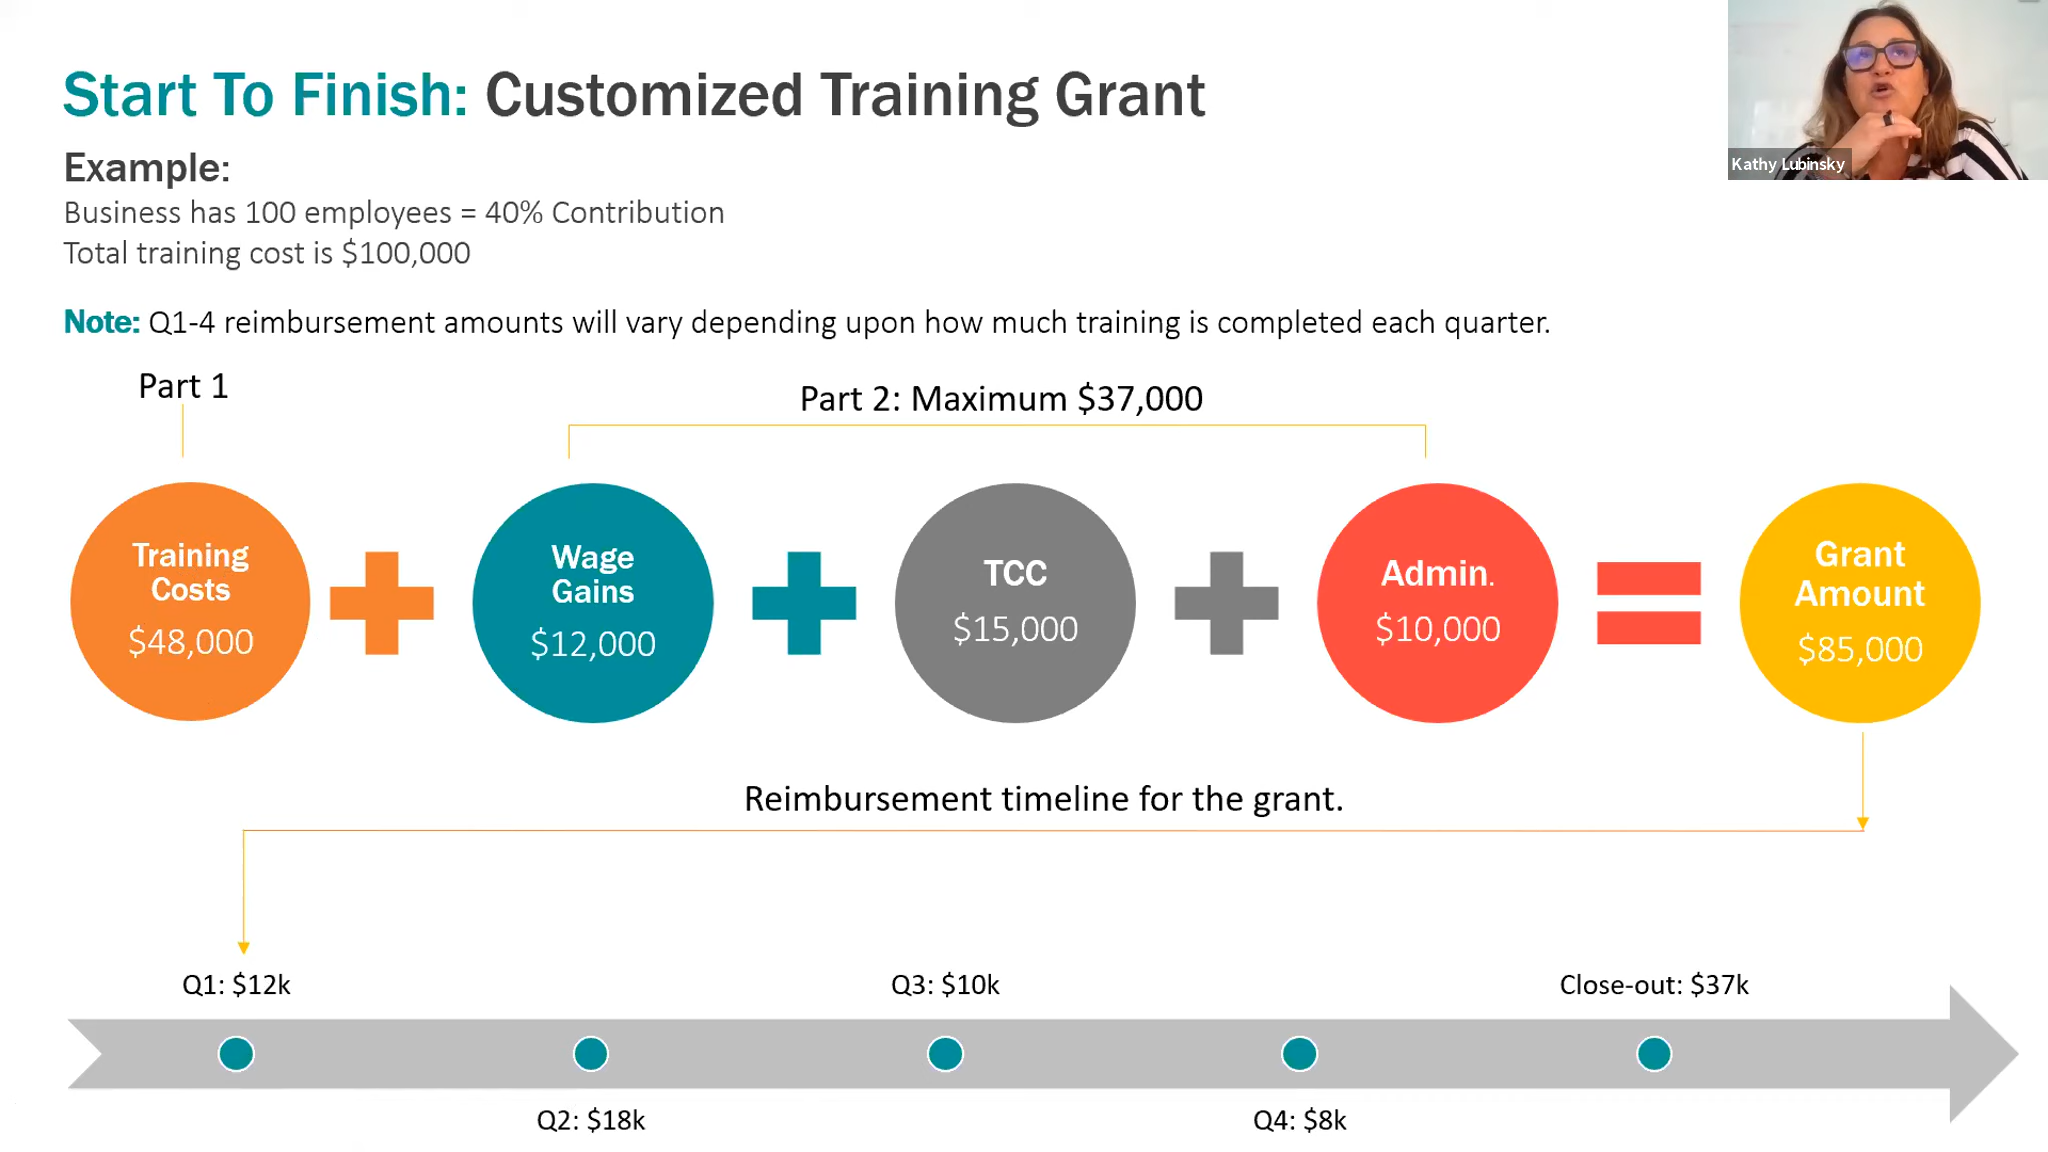 Start To Finish: Customized Training Grant
Kathy Lubinsky
Example:
Business has 100 employees = 40% Contribution
Total training cost is $100,000
Note: Q1-4 reimbursement amounts will vary depending upon how much training is completed each quarter.
Part 1
Part 2: Maximum $37,000
Training
Costs
$48,000
Wage
Gains
$12,000
TCC
$15,000
Admin.
$10,000
Grant
Amount
$85,000
Reimbursement timeline for the grant.
Q1: $12k
Q2: $18k
Q3: $10k
Q4: $8k
Close-out: $37k